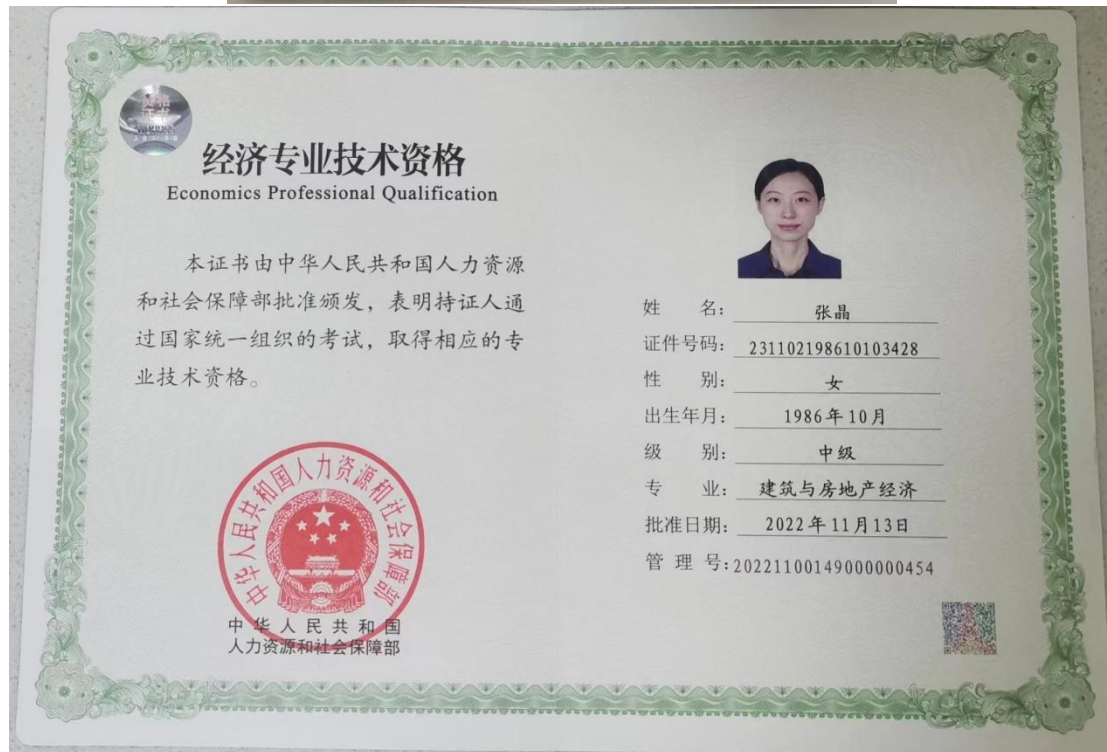 经济专业技术资格
Economics Professional Qualification
本证书由中华人民共和国人力资源
和社会保障部批准颁发，表明持证人通
过国家统一组织的考试，取得相应的专
业技术资格。
中华人民共和国人力资源和社会保障部
中华人民共和国
人力资源和社会保障部
姓 名：张晶
证件号码：231102198610103428
性 别：女
出生年月：1986年10月
级 别：中级
专 业：建筑与房地产经济
批准日期：2022年11月13日
管 理 号：20221100149000000454